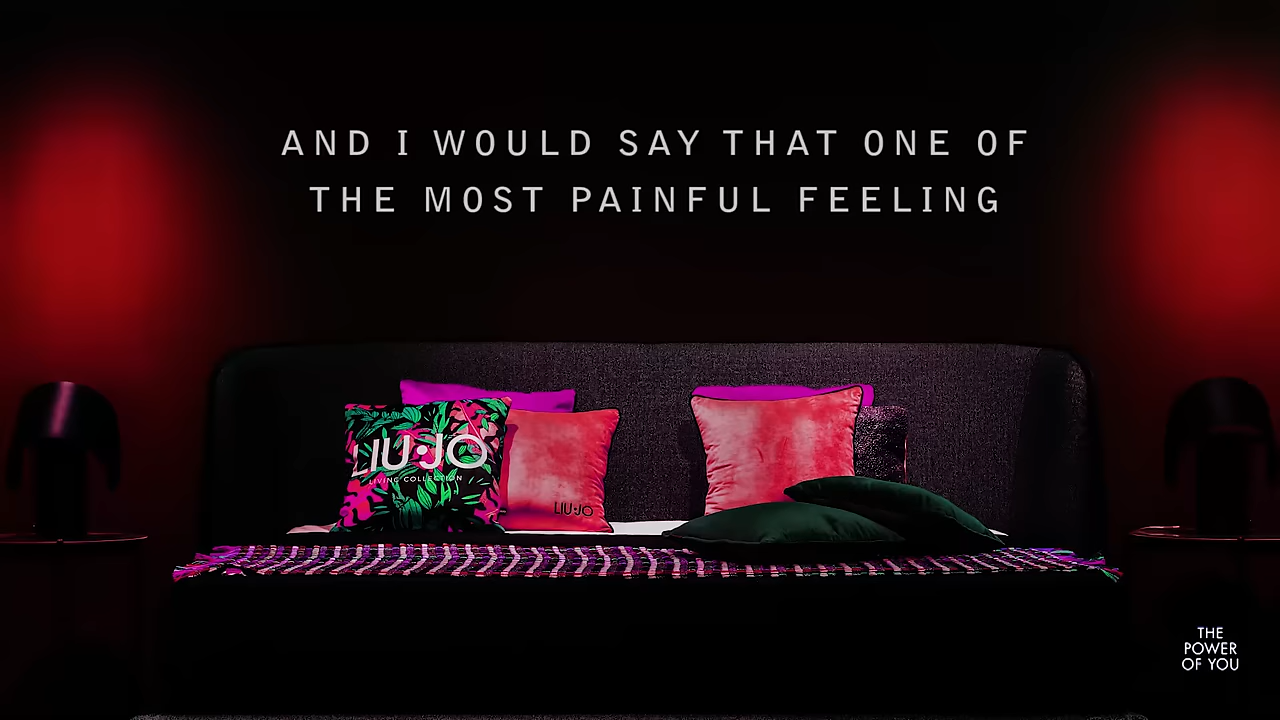 AND I WOULD SAY THAT ONE OF
THE MOST PAINFUL FEELING
LIU·JO
LIVING COLLECTION
LIU·JO
THE
POWER
OF YOU